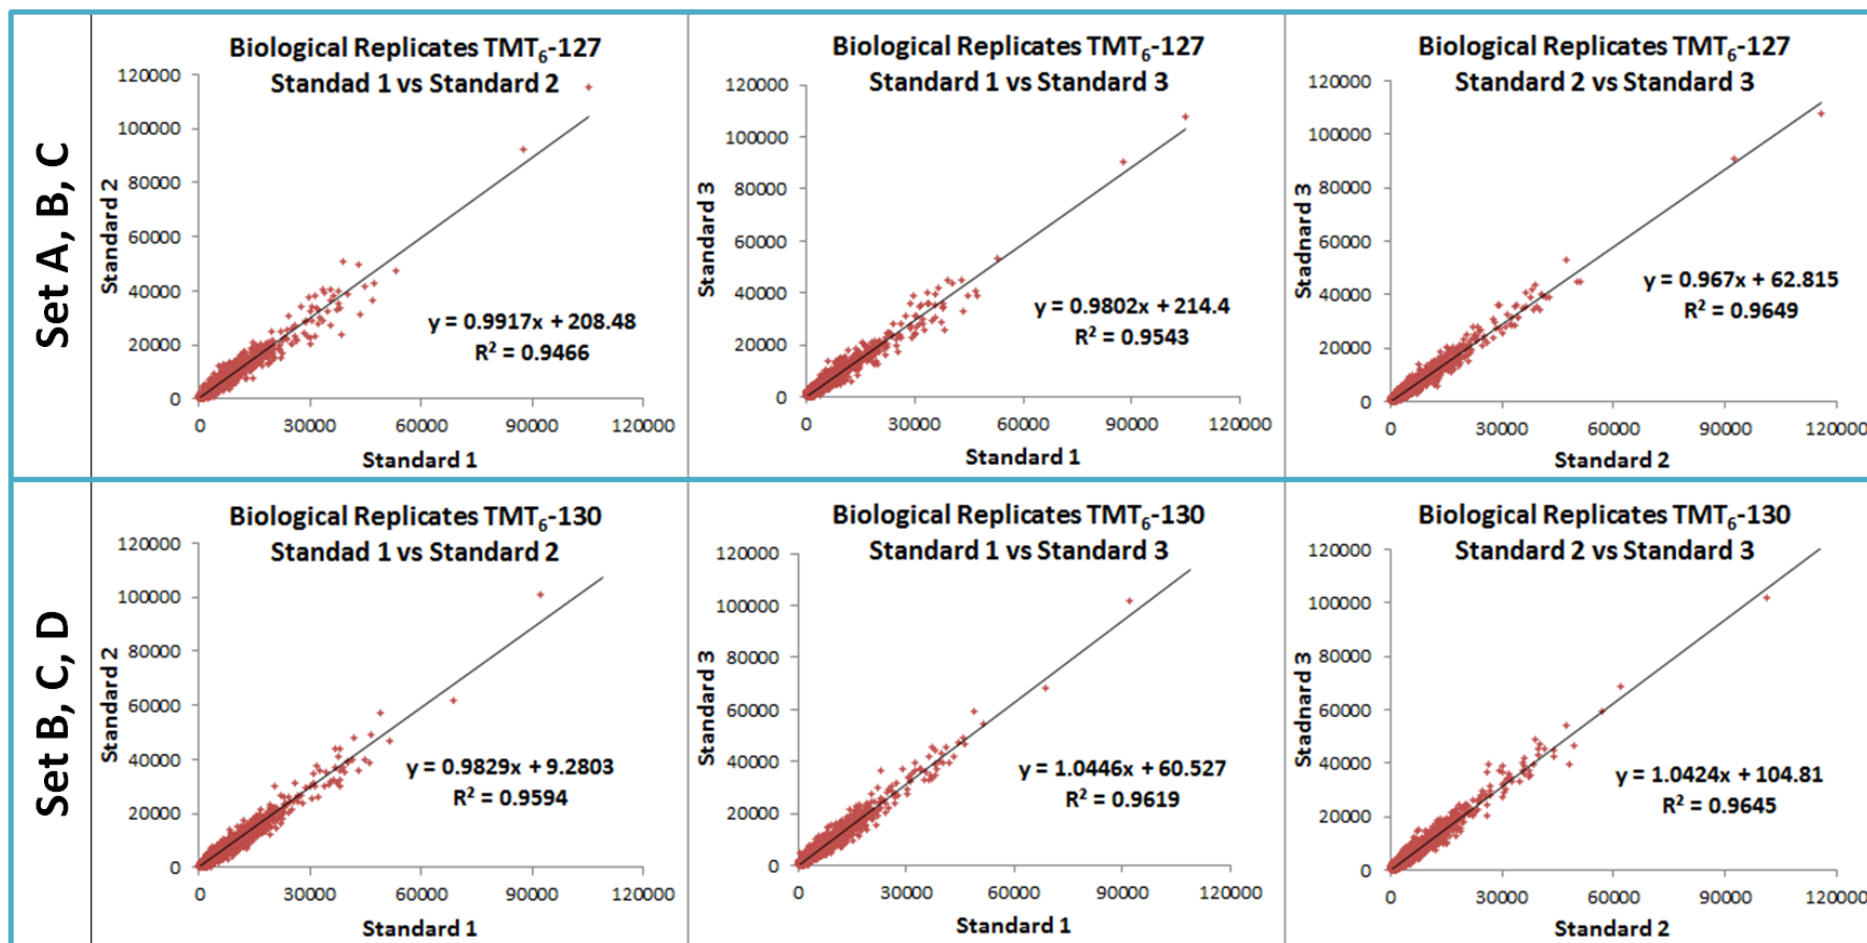 Set A, B, C
Biological Replicates TMT6-127
Standad 1 vs Standard 2
120000
100000
80000
60000
40000
20000
0
Standard 2
y = 0.9917x + 208.48
R2 = 0.9466
0 30000 60000 90000 120000
Standard 1
Biological Replicates TMT6-127
Standard 1 vs Standard 3
120000
100000
80000
60000
40000
20000
0
Standard 3
y = 0.9802x + 214.4
R2 = 0.9543
0 30000 60000 90000 120000
Standard 1
Biological Replicates TMT6-127
Standard 2 vs Standard 3
120000
100000
80000
60000
40000
20000
0
Stadnard 3
y = 0.967x + 62.815
R2 = 0.9649
0 30000 60000 90000 120000
Standard 2
Set B, C, D
Biological Replicates TMT6-130
Standad 1 vs Standard 2
120000
100000
80000
60000
40000
20000
0
Standard 2
y = 0.9829x + 9.2803
R2 = 0.9594
0 30000 60000 90000 120000
Standard 1
Biological Replicates TMT6-130
Standard 1 vs Standard 3
120000
100000
80000
60000
40000
20000
0
Standard 3
y = 1.0446x + 60.527
R2 = 0.9619
0 30000 60000 90000 120000
Standard 1
Biological Replicates TMT6-130
Standard 2 vs Standard 3
120000
100000
80000
60000
40000
20000
0
Stadnard 3
y = 1.0424x + 104.81
R2 = 0.9645
0 30000 60000 90000 120000
Standard 2